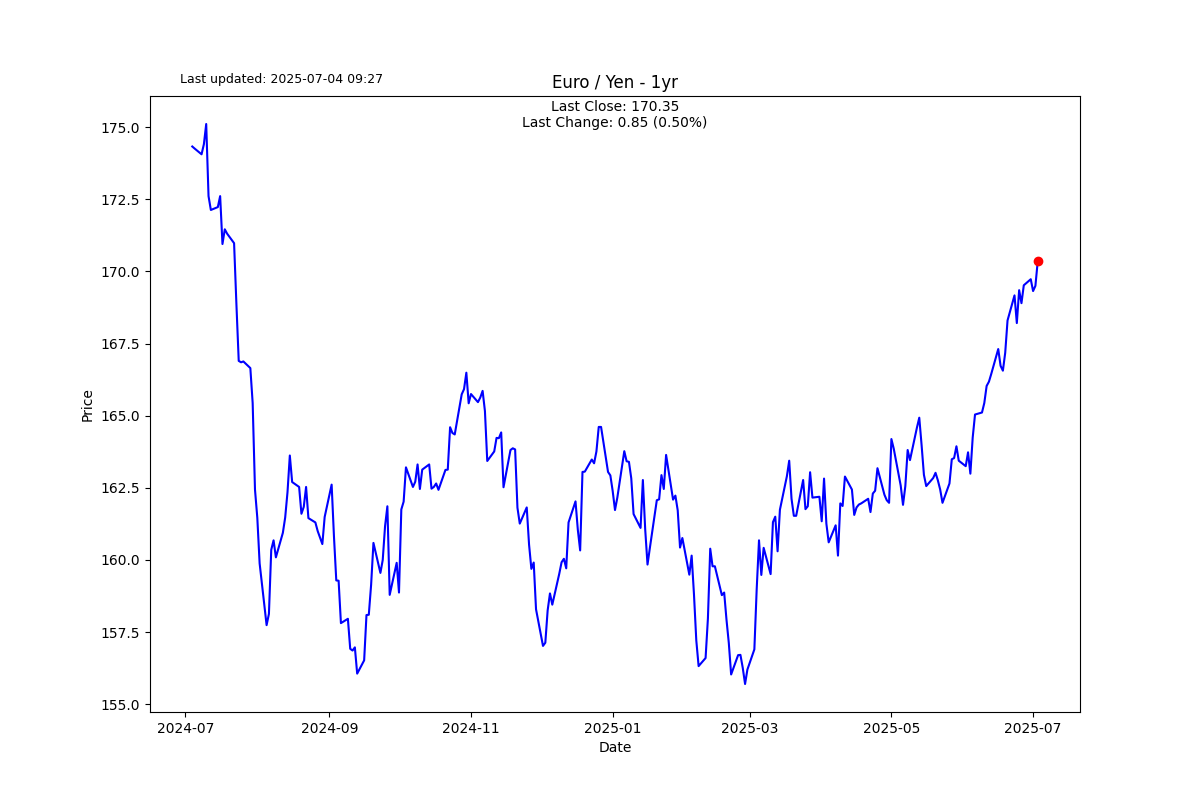 Last updated: 2025-07-04 09:27
Euro / Yen - 1yr
Last Close: 170.35
Last Change: 0.85 (0.50%)
175.0
172.5
170.0
167.5
165.0
162.5
160.0
157.5
155.0
Price
2024-07
2024-09
2024-11
2025-01
2025-03
2025-05
2025-07
Date